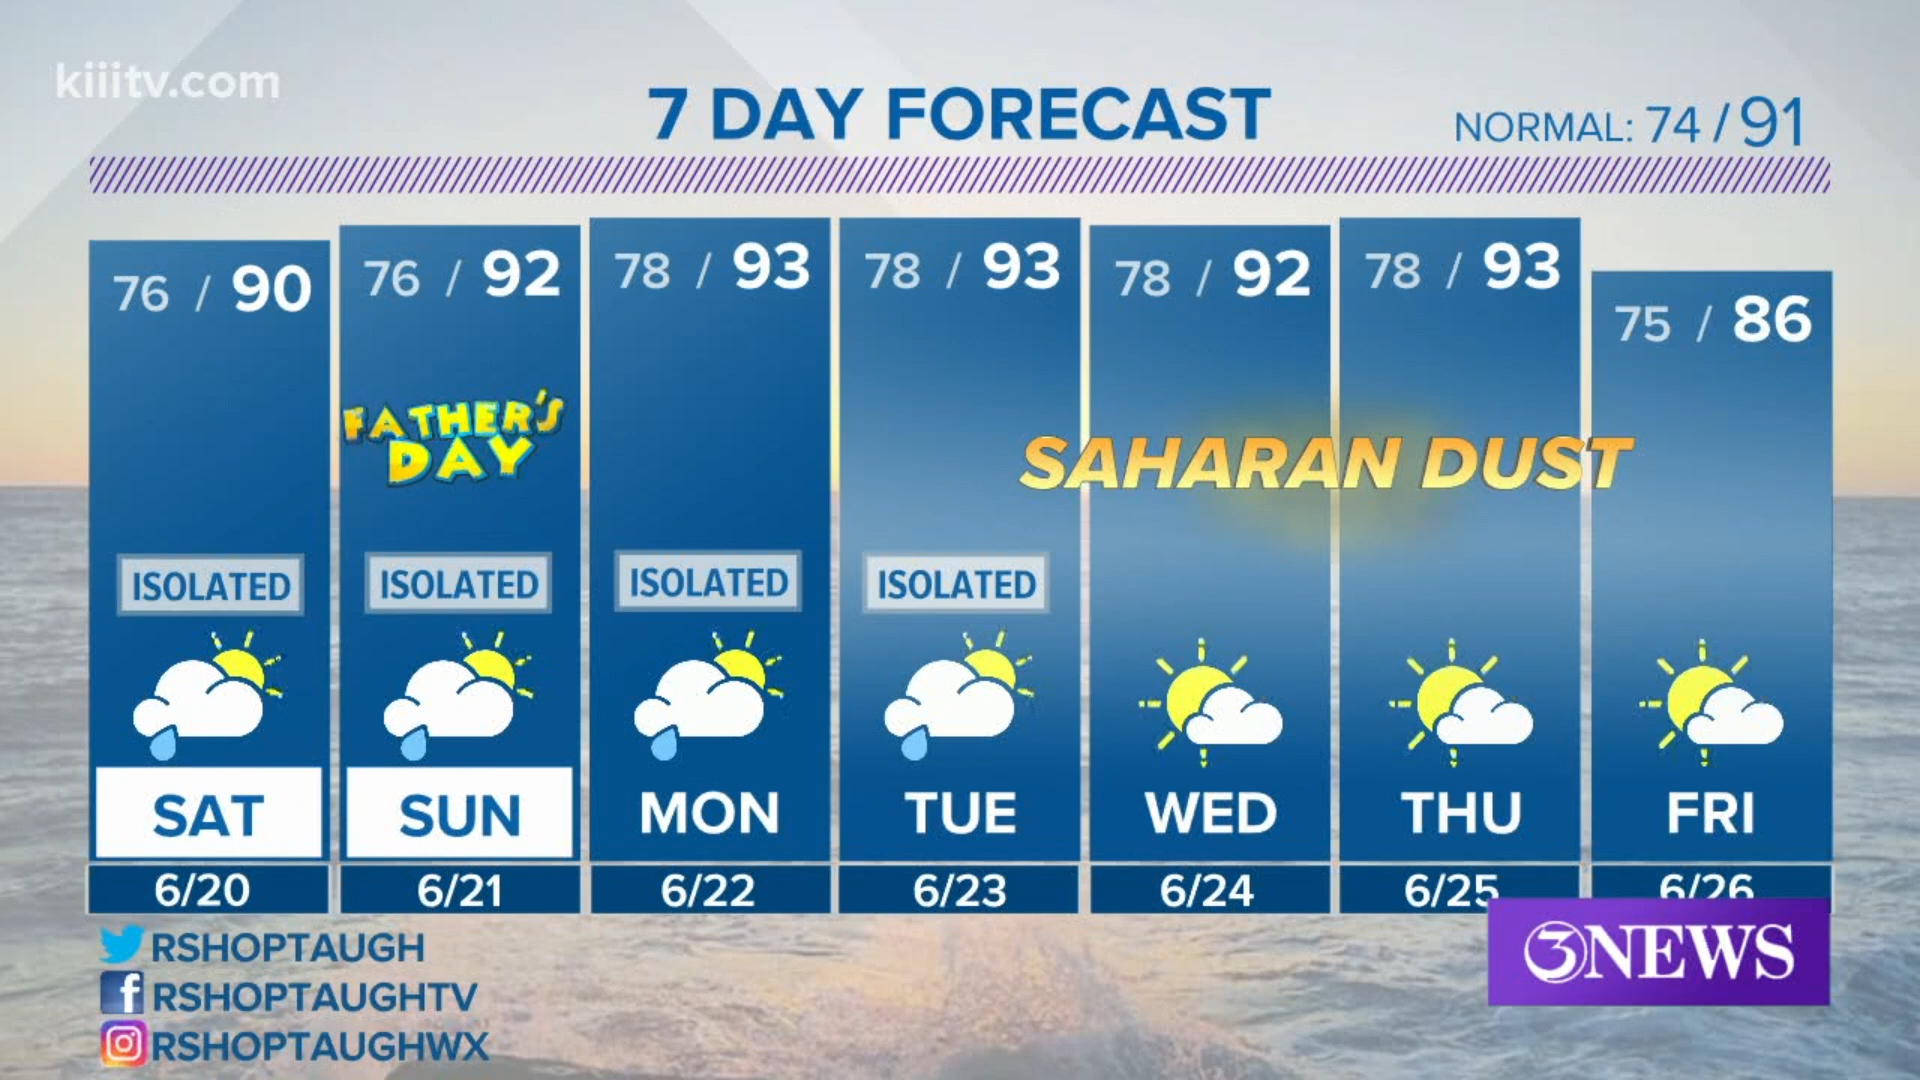 kiiitv.com
7 DAY FORECAST
NORMAL: 74 / 91
76 / 90
76 / 92
78 / 93
78 / 93
78 / 92
78 / 93
75 / 86
FATHER'S
DAY
SAHARAN DUST
ISOLATED
ISOLATED
ISOLATED
ISOLATED
SAT
SUN
MON
TUE
WED
THU
FRI
6/20
6/21
6/22
6/23
6/24
6/25
6/26
RSHOPTAUGH
RSHOPTAUGHTV
RSHOPTAUGHWX
3NEWS